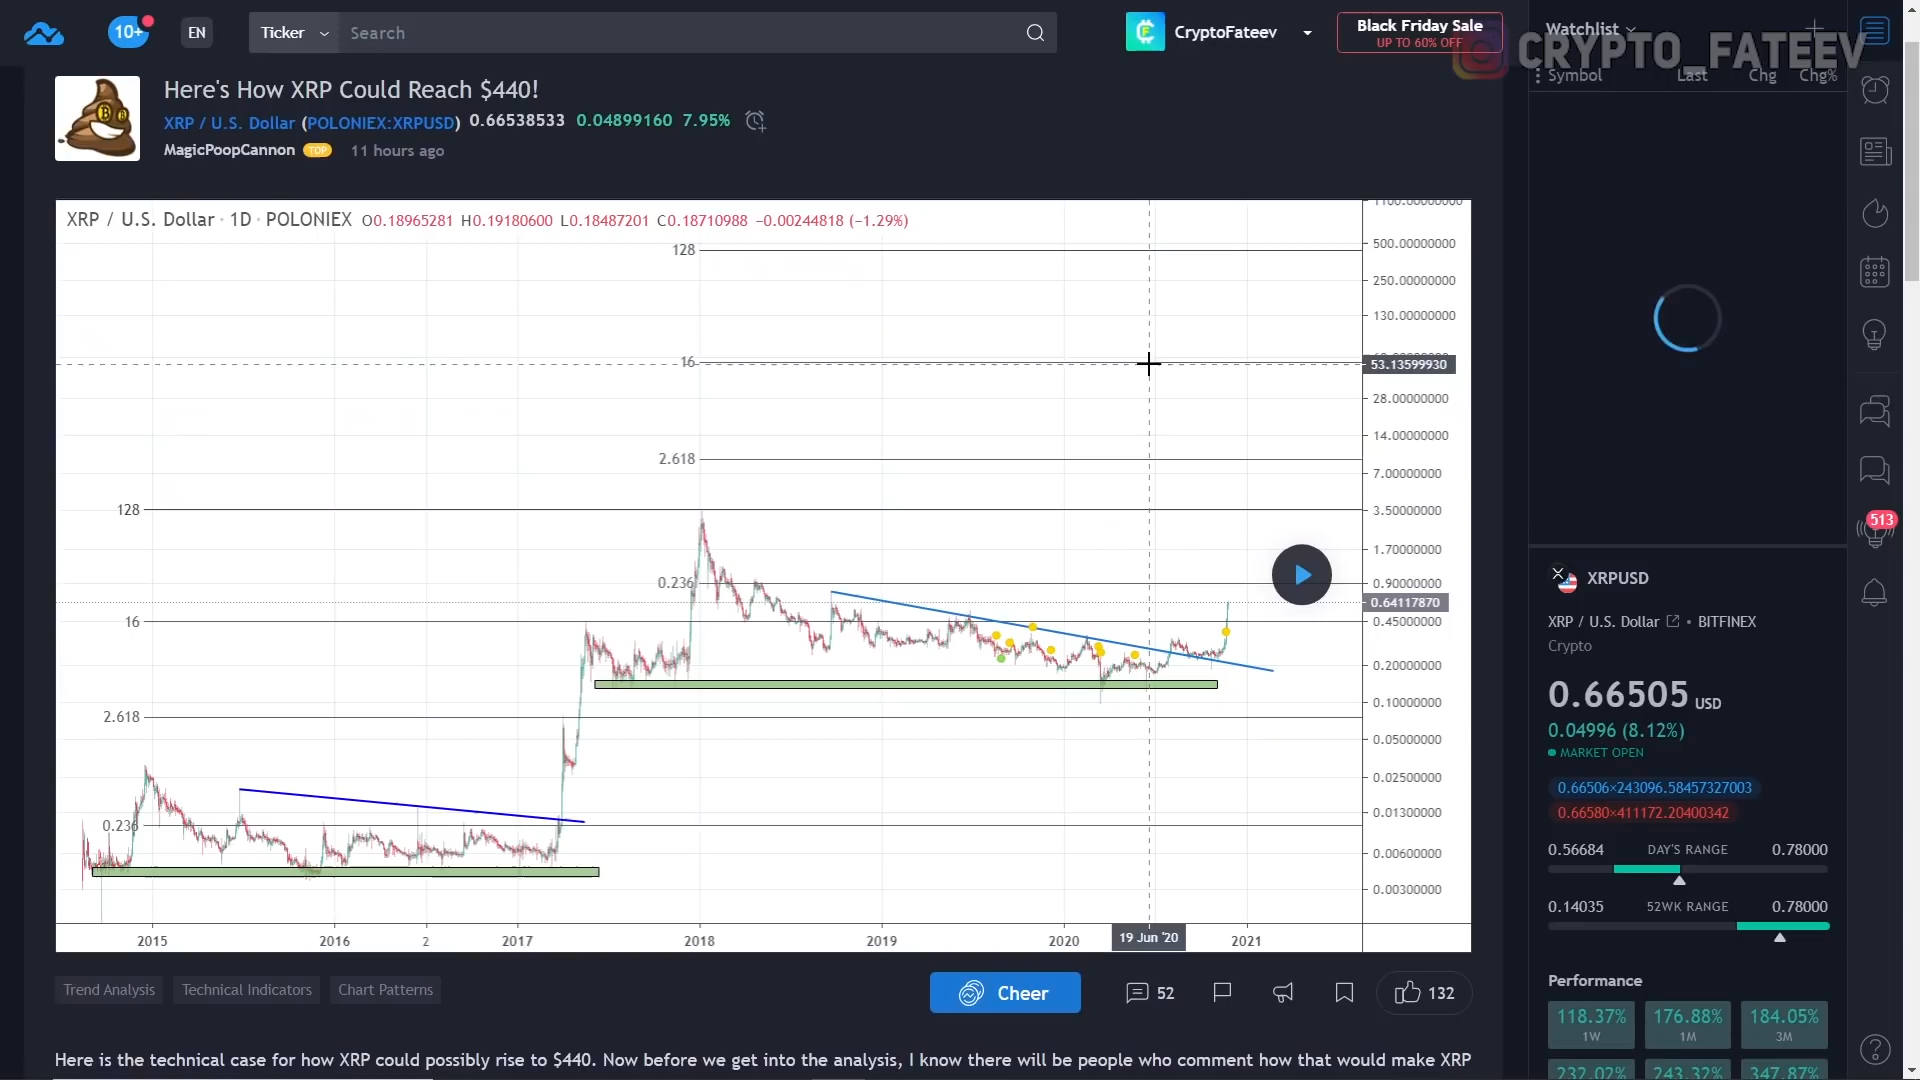 10+
EN
Ticker
Search
CryptoFateev
Black Friday Sale
UP TO 60% OFF
Watchlist
CRYPTO_FATEEV
Symbol Last Chg Chg%
Here's How XRP Could Reach $440!
XRP / U.S. Dollar (POLONIEX:XRPUSD) 0.66538533 0.04899160 7.95%
MagicPoopCannon TOP 11 hours ago
XRP / U.S. Dollar · 1D · POLONIEX O0.18965281 H0.19180600 L0.18487201 C0.18710988 −0.00244818 (−1.29%)
1100.00000000
500.00000000
128
250.00000000
130.00000000
16
53.13599930
28.00000000
14.00000000
2.618
7.00000000
128
3.50000000
1.70000000
0.236
0.90000000
0.64117870
16
0.45000000
0.20000000
0.10000000
2.618
0.05000000
0.02500000
0.01300000
0.236
0.00600000
0.00300000
2015 2016 2 2017 2018 2019 2020 19 Jun '20 2021
Trend Analysis
Technical Indicators
Chart Patterns
Cheer
52
132
Here is the technical case for how XRP could possibly rise to $440. Now before we get into the analysis, I know there will be people who comment how that would make XRP
513
XRPUSD
XRP / U.S. Dollar • BITFINEX
Crypto
0.66505 USD
0.04996 (8.12%)
MARKET OPEN
0.66506×243096.58457327003
0.66580×411172.20400342
0.56684 DAY'S RANGE 0.78000
0.14035 52WK RANGE 0.78000
Performance
118.37% 176.88% 184.05%
1W 1M 3M
232.02% 243.32% 347.87%